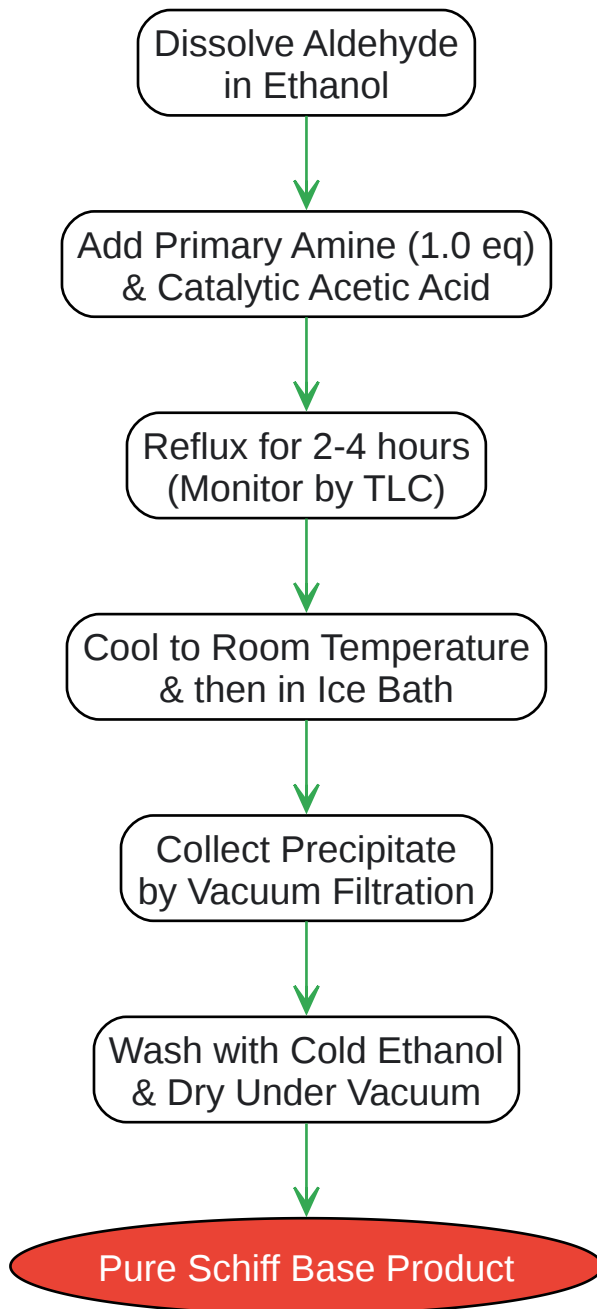 Dissolve Aldehyde
in Ethanol
Add Primary Amine (1.0 eq)
& Catalytic Acetic Acid
Reflux for 2-4 hours
(Monitor by TLC)
Cool to Room Temperature
& then in Ice Bath
Collect Precipitate
by Vacuum Filtration
Wash with Cold Ethanol
& Dry Under Vacuum
Pure Schiff Base Product